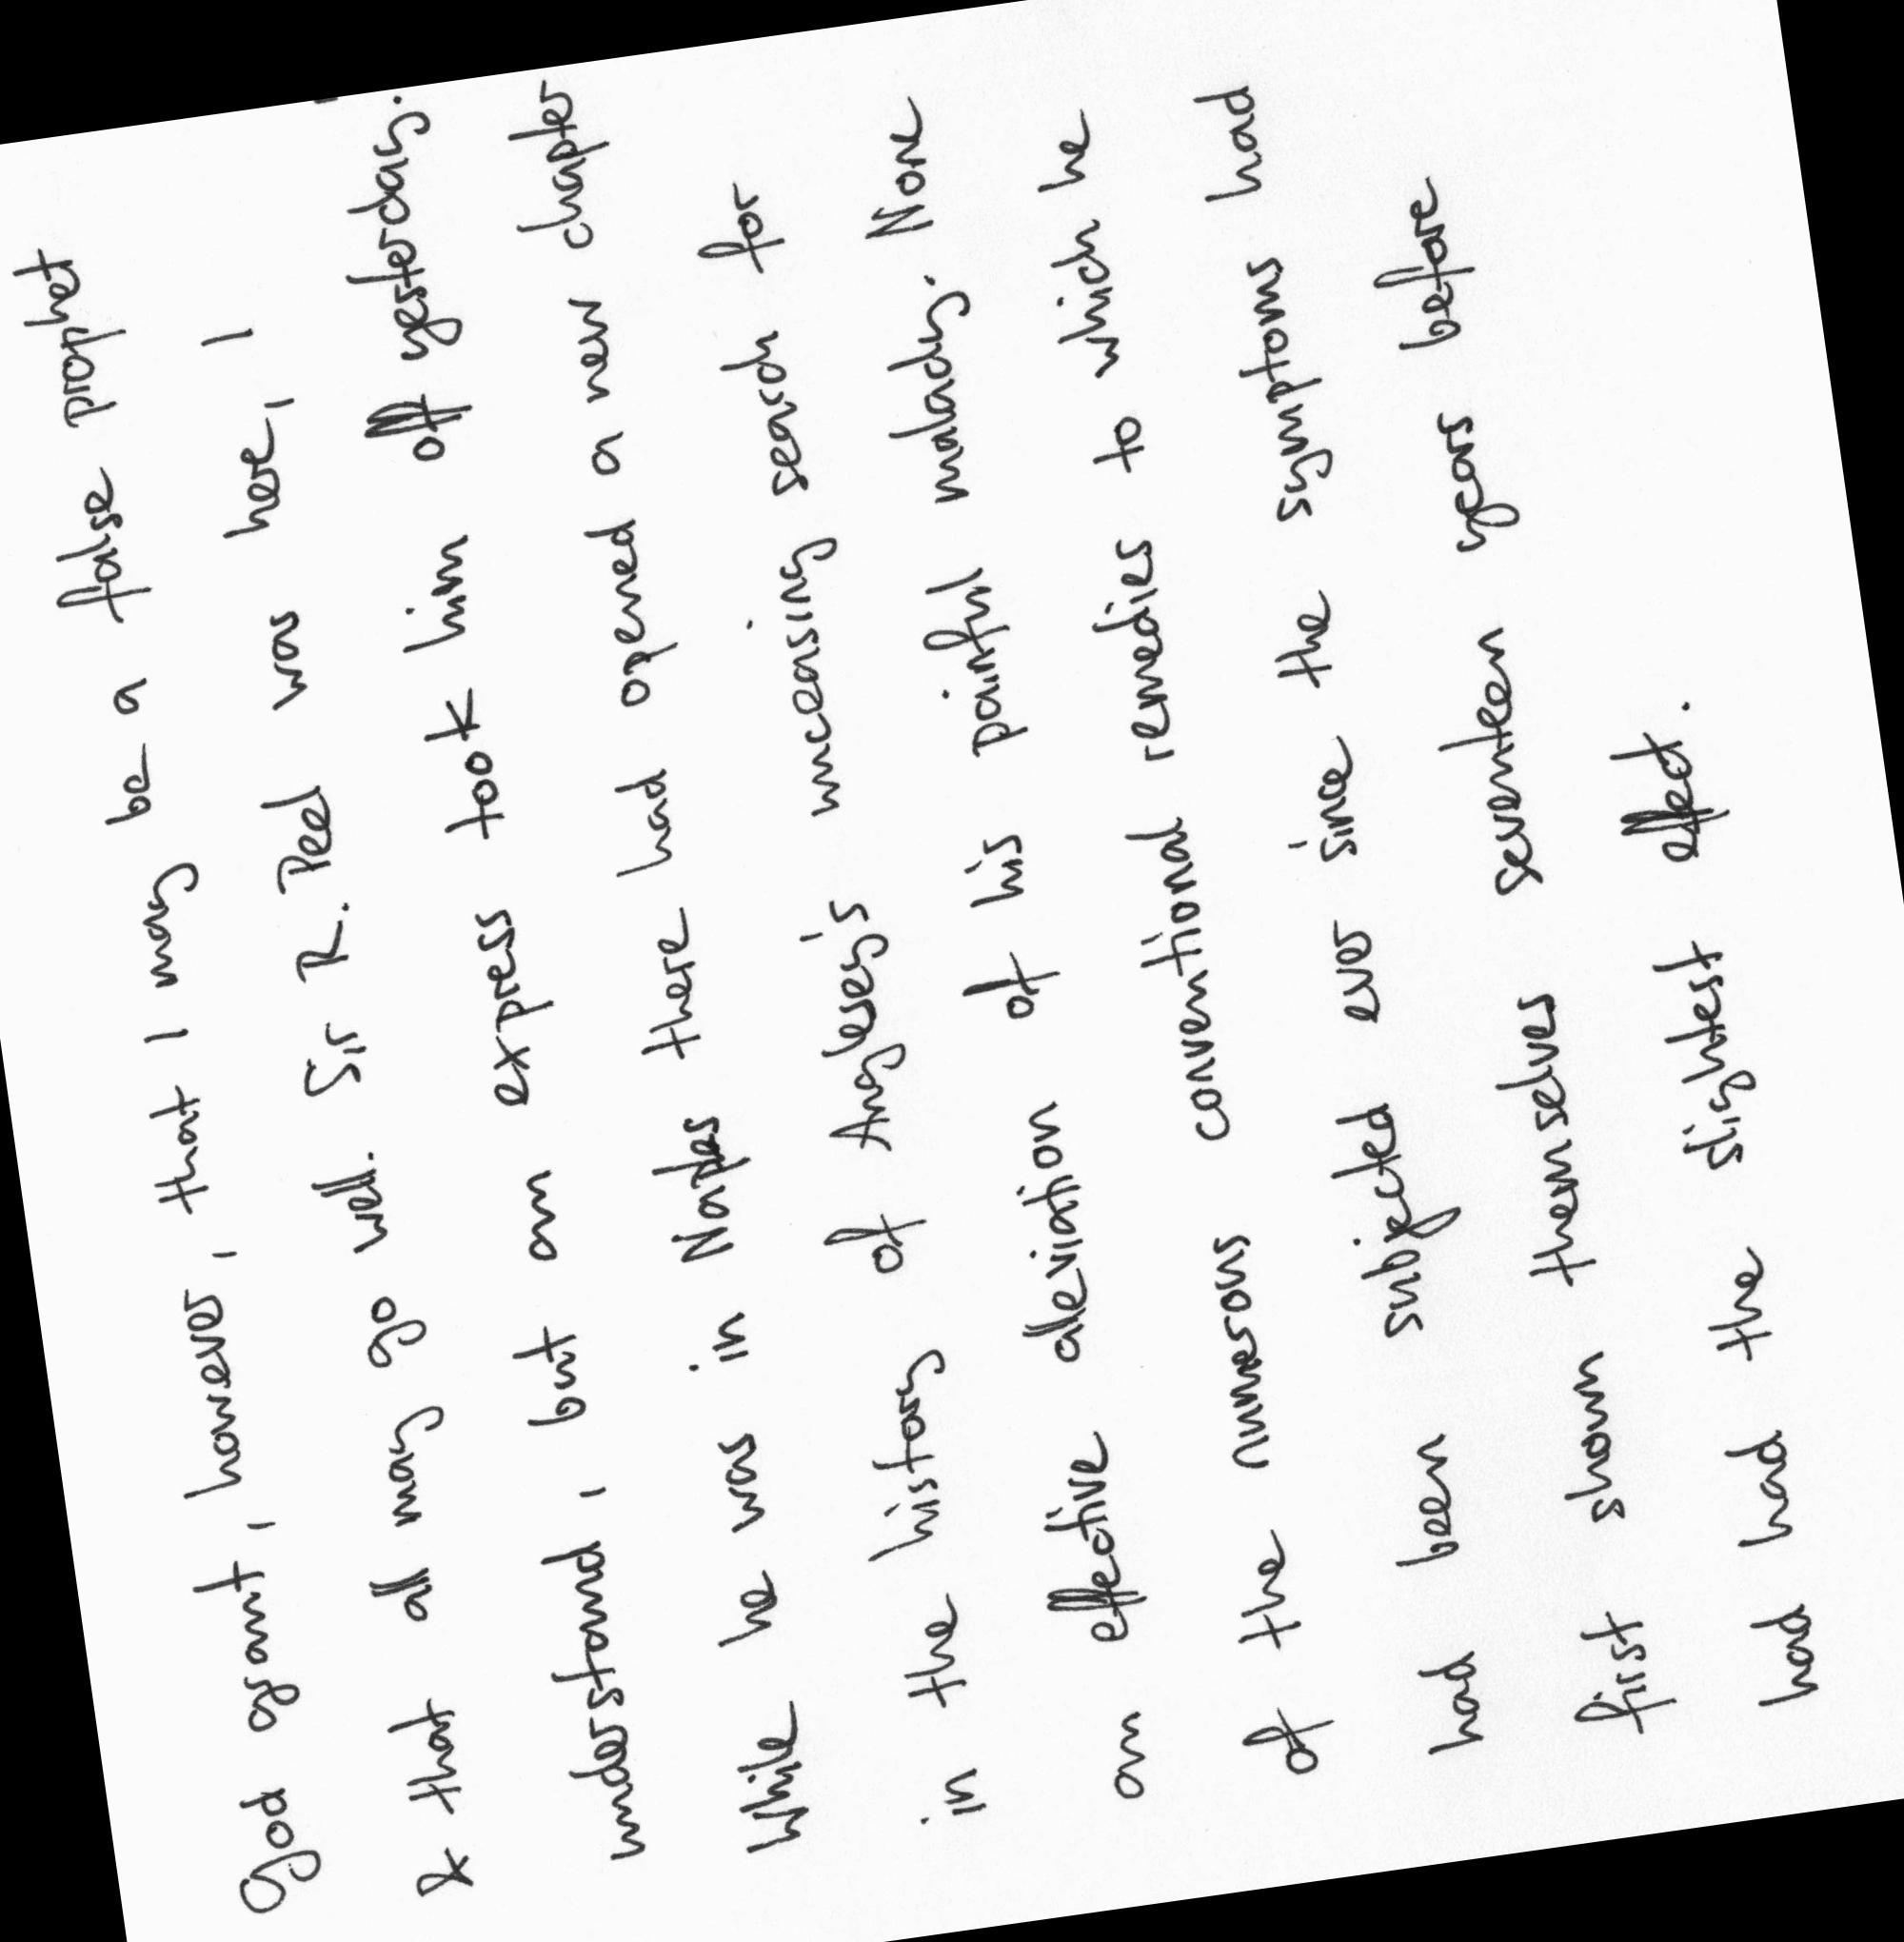 God grant, however, that I may be a false prophet
& that all may go well. Sir R. Peel was here, I
understand, but an express took him off yesterday.
While he was in Naples there had opened a new chapter
in the history of Anglesey's unceasing search for
an effective alleviation of his painful malady. None
of the numerous conventional remedies to which he
had been subjected ever since the symptoms had
first shown themselves seventeen years before
had had the slightest effect.